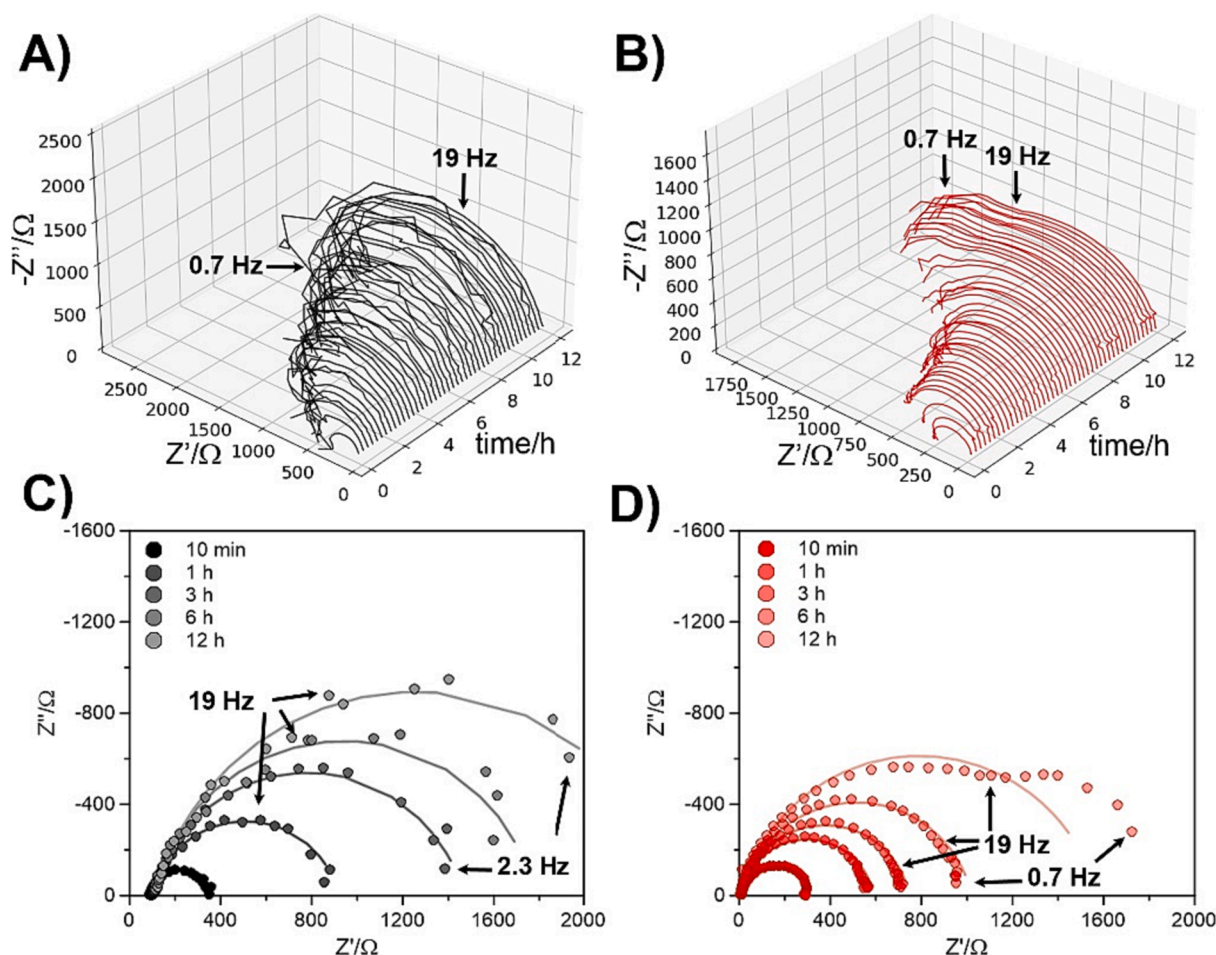 A)
19 Hz
0.7 Hz
-Z''/Ω
2500
2000
1500
1000
500
0
2500
2000
1500
1000
500
0
Z'/Ω
0
2
4
6
8
10
12
time/h
B)
0.7 Hz
19 Hz
-Z''/Ω
1600
1400
1200
1000
800
600
400
200
0
1750
1500
1250
1000
750
500
250
0
Z'/Ω
0
2
4
6
8
10
12
time/h
C)
-1600
-1200
-800
-400
0
Z''/Ω
10 min
1 h
3 h
6 h
12 h
19 Hz
2.3 Hz
0
400
800
1200
1600
2000
Z'/Ω
D)
-1600
-1200
-800
-400
0
Z''/Ω
10 min
1 h
3 h
6 h
12 h
19 Hz
0.7 Hz
0
400
800
1200
1600
2000
Z'/Ω